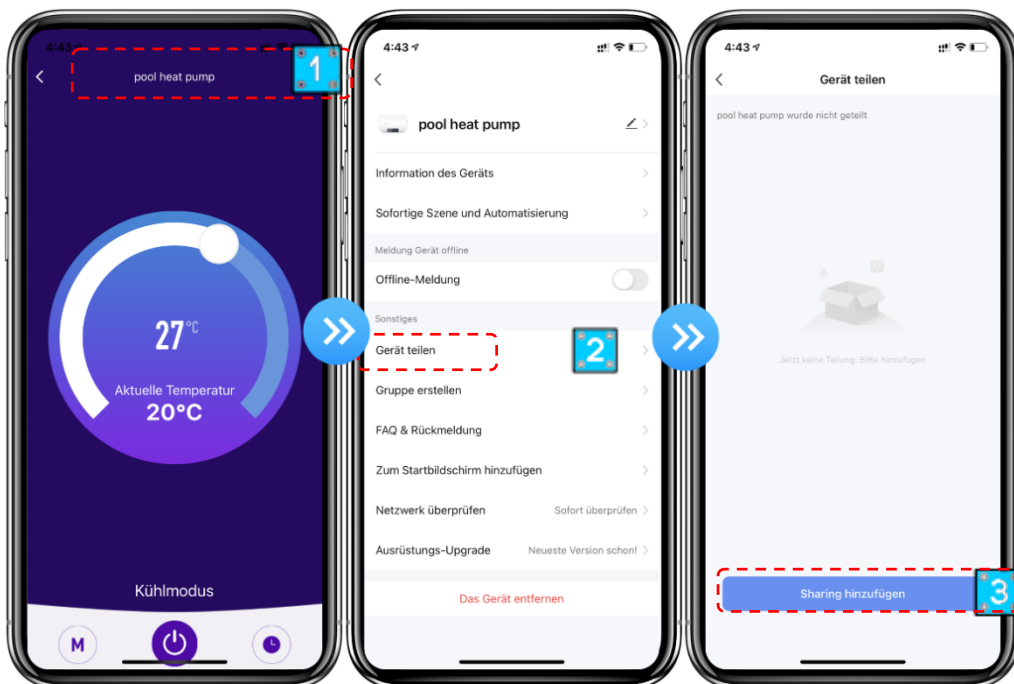 4:43
pool heat pump
1
27°C
Aktuelle Temperatur
20°C
Kühlmodus
M
4:43
pool heat pump
Information des Geräts
Sofortige Szene und Automatisierung
Meldung Gerät offline
Offline-Meldung
Sonstiges
Gerät teilen
2
Gruppe erstellen
FAQ & Rückmeldung
Zum Startbildschirm hinzufügen
Netzwerk überprüfen Sofort überprüfen
Ausrüstungs-Upgrade Neueste Version schon!
Das Gerät entfernen
4:43
Gerät teilen
pool heat pump wurde nicht geteilt
Jetzt keine Teilung. Bitte hinzufügen
Sharing hinzufügen
3